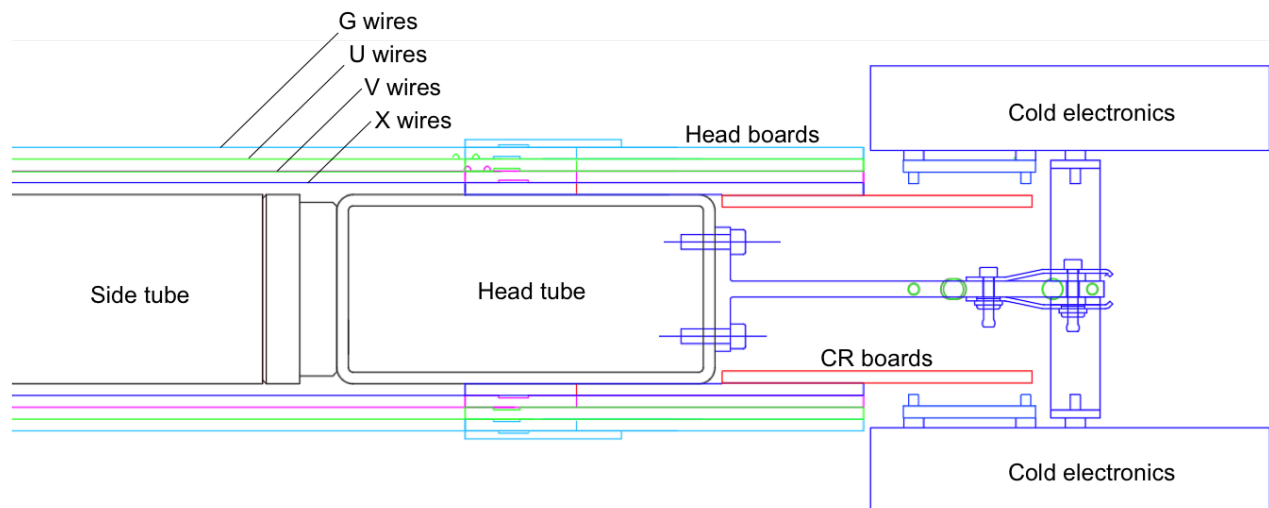 G wires
U wires
V wires
X wires
Head boards
Cold electronics
Side tube
Head tube
CR boards
Cold electronics